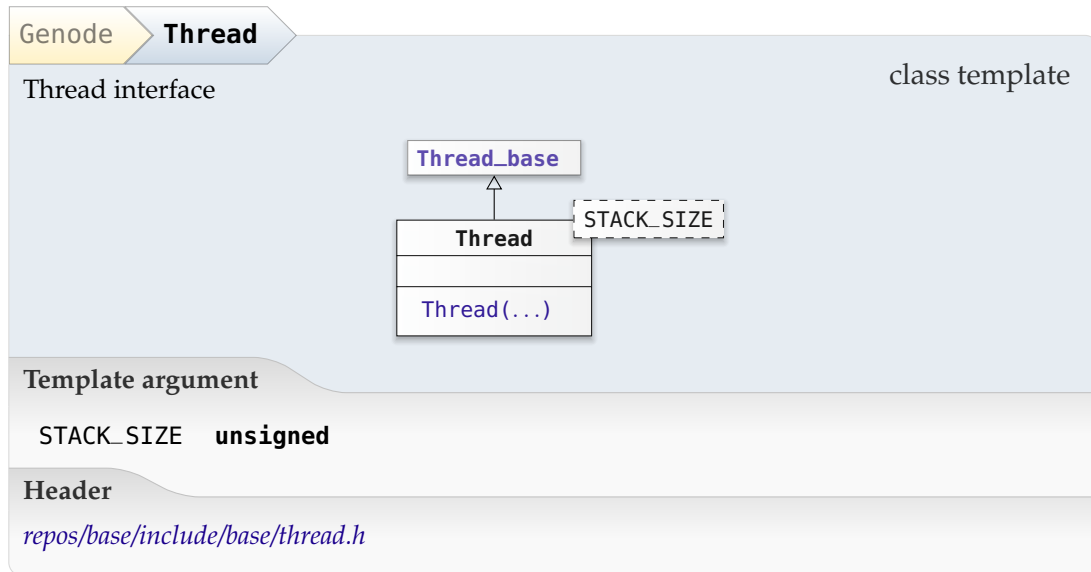 Genode Thread
class template
Thread interface
Thread_base
STACK_SIZE
Thread
Thread(...)
Template argument
STACK_SIZE unsigned
Header
repos/base/include/base/thread.h